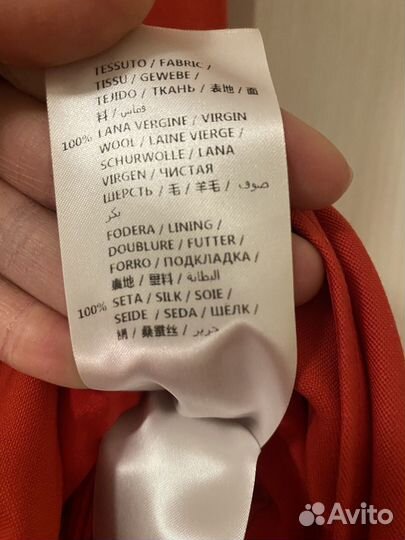 TESSUTO / FABRIC /
TISSU / GEWEBE /
TEJIDO / ТКАНЬ / 表地 / 面
料 / قماش /
100% LANA VERGINE / VIRGIN
WOOL / LAINE VIERGE /
SCHURWOLLE / LANA
VIRGEN / ЧИСТАЯ
ШЕРСТЬ / 毛 / 羊毛 / صوف
بكر
FODERA / LINING /
DOUBLURE / FUTTER /
FORRO / ПОДКЛАДКА /
裏地 / 里料 / البطانة /
100% SETA / SILK / SOIE /
SEIDE / SEDA / ШЕЛК /
絹 / 桑蚕丝 / حرير /
Avito